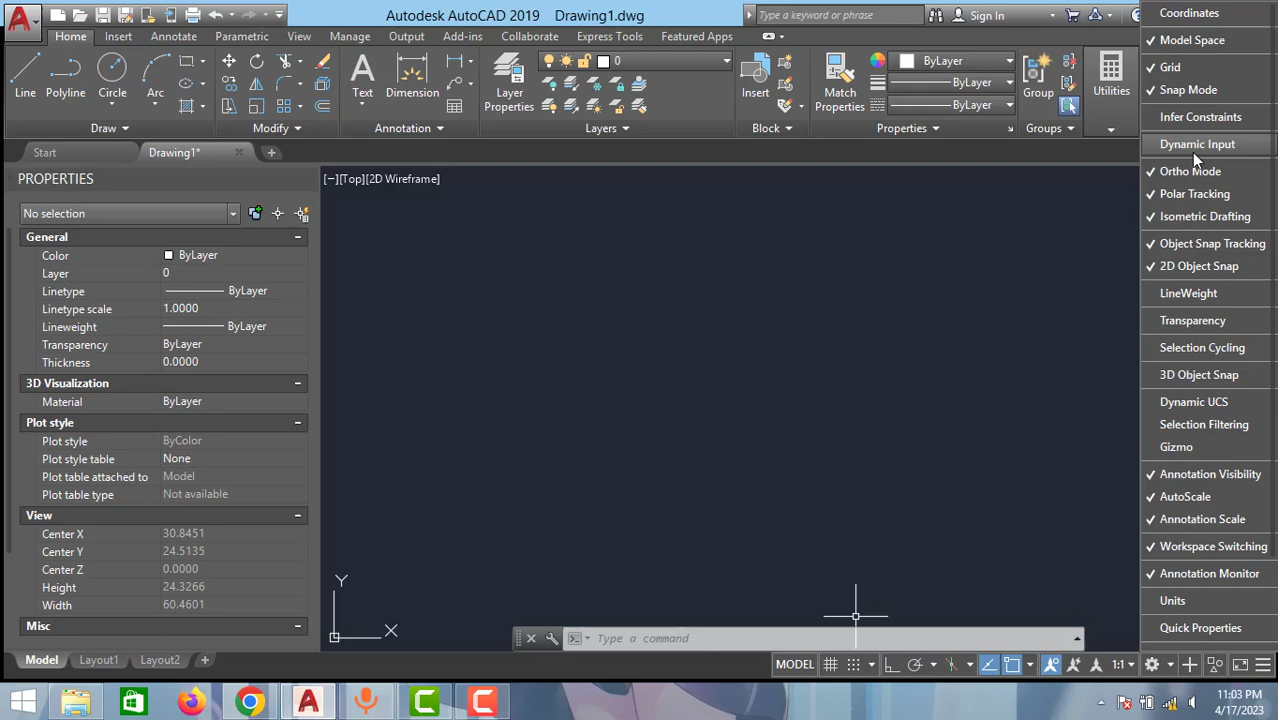 Autodesk AutoCAD 2019 Drawing1.dwg
Type a keyword or phrase
Sign In
Home Insert Annotate Parametric View Manage Output Add-ins Collaborate Express Tools Featured Apps
Line Polyline Circle Arc
Text Dimension
Layer Properties
0
Insert
Match Properties
ByLayer
ByLayer
ByLayer
Group
Utilities
Draw Modify Annotation Layers Block Properties Groups
Start Drawing1*
PROPERTIES
No selection
General
Color ByLayer
Layer 0
Linetype ByLayer
Linetype scale 1.0000
Lineweight ByLayer
Transparency ByLayer
Thickness 0.0000
3D Visualization
Material ByLayer
Plot style
Plot style ByColor
Plot style table None
Plot table attached to Model
Plot table type Not available
View
Center X 30.8451
Center Y 24.5135
Center Z 0.0000
Height 24.3266
Width 60.4601
Misc
[−][Top][2D Wireframe]
Y
X
Type a command
Model Layout1 Layout2 +
MODEL
1:1
Coordinates
Model Space
Grid
Snap Mode
Infer Constraints
Dynamic Input
Ortho Mode
Polar Tracking
Isometric Drafting
Object Snap Tracking
2D Object Snap
LineWeight
Transparency
Selection Cycling
3D Object Snap
Dynamic UCS
Selection Filtering
Gizmo
Annotation Visibility
AutoScale
Annotation Scale
Workspace Switching
Annotation Monitor
Units
Quick Properties
11:03 PM
4/17/2023